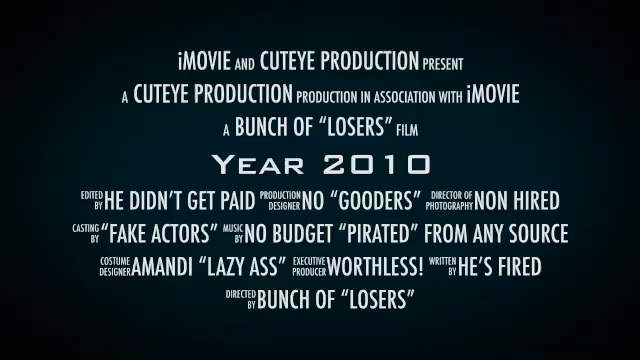 iMOVIE AND CUTEYE PRODUCTION PRESENT
A CUTEYE PRODUCTION PRODUCTION IN ASSOCIATION WITH iMOVIE
A BUNCH OF “LOSERS” FILM
YEAR 2010
EDITED BY HE DIDN'T GET PAID PRODUCTION DESIGNER NO “GOODERS” DIRECTOR OF PHOTOGRAPHY NON HIRED
CASTING BY “FAKE ACTORS” MUSIC BY NO BUDGET “PIRATED” FROM ANY SOURCE
COSTUME DESIGNER AMANDI “LAZY ASS” EXECUTIVE PRODUCER WORTHLESS! WRITTEN BY HE'S FIRED
DIRECTED BY BUNCH OF “LOSERS”